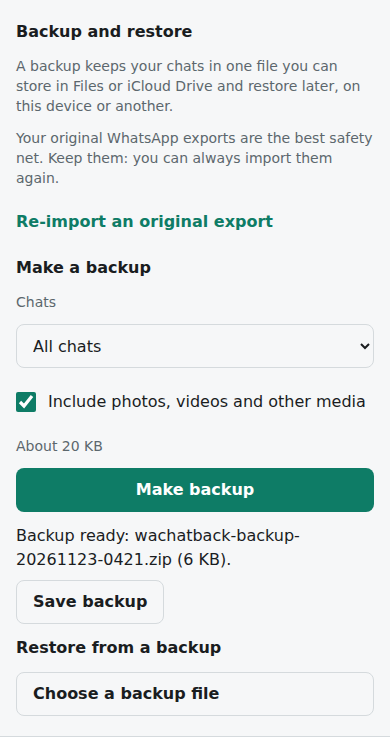 Backup and restore
A backup keeps your chats in one file you can
store in Files or iCloud Drive and restore later, on
this device or another.
Your original WhatsApp exports are the best safety
net. Keep them: you can always import them
again.
Re-import an original export
Make a backup
Chats
All chats
Include photos, videos and other media
About 20 KB
Make backup
Backup ready: wachatback-backup-
20261123-0421.zip (6 KB).
Save backup
Restore from a backup
Choose a backup file